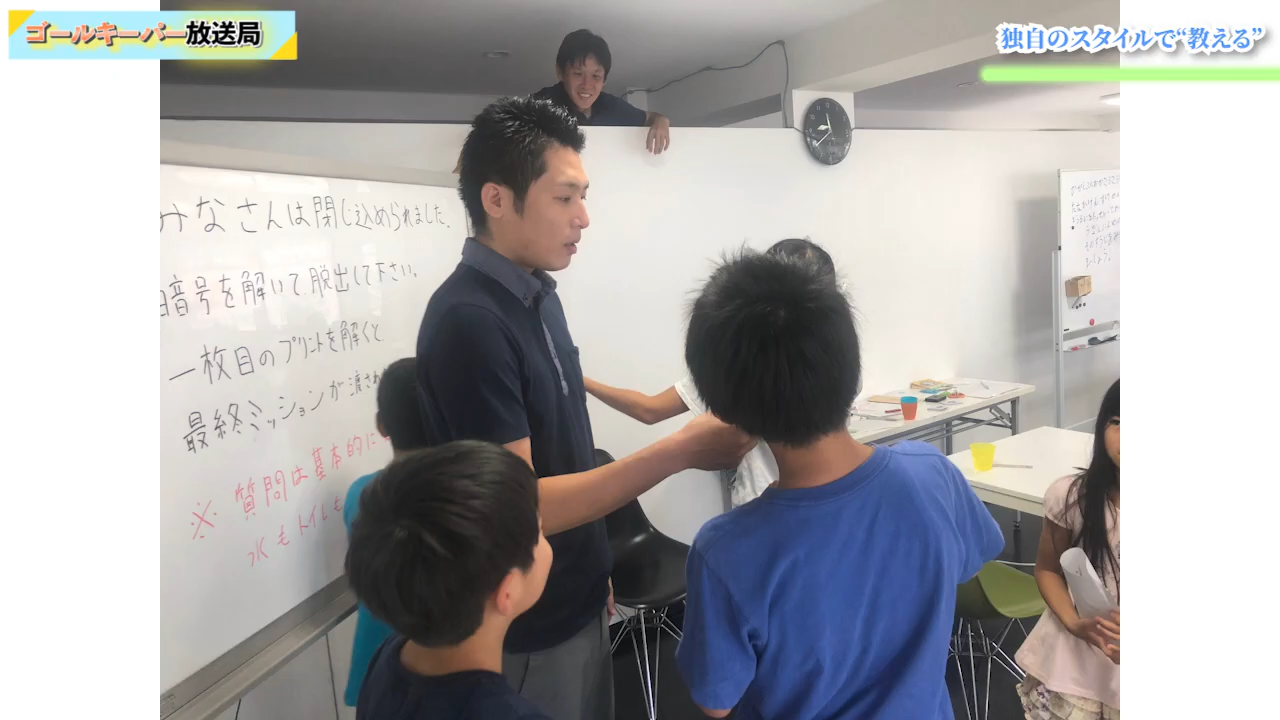 ゴールキーパー放送局
独自のスタイルで“教える”
みなさんは閉じ込められました。
暗号を解いて脱出して下さい。
一枚目のプリントを解くと
最終ミッションが渡され
※ 質問は基本的に
水もトイレも